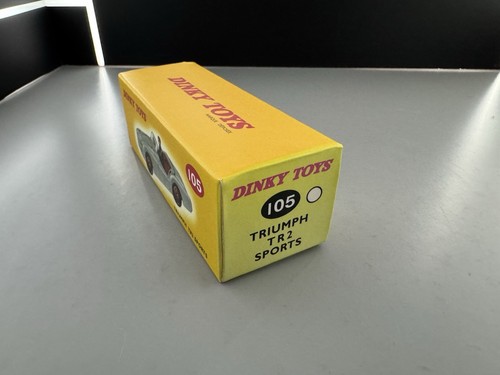 DINKY TOYS
DINKY TOYS
105
DINKY TOYS
105
TRIUMPH
TR2
SPORTS